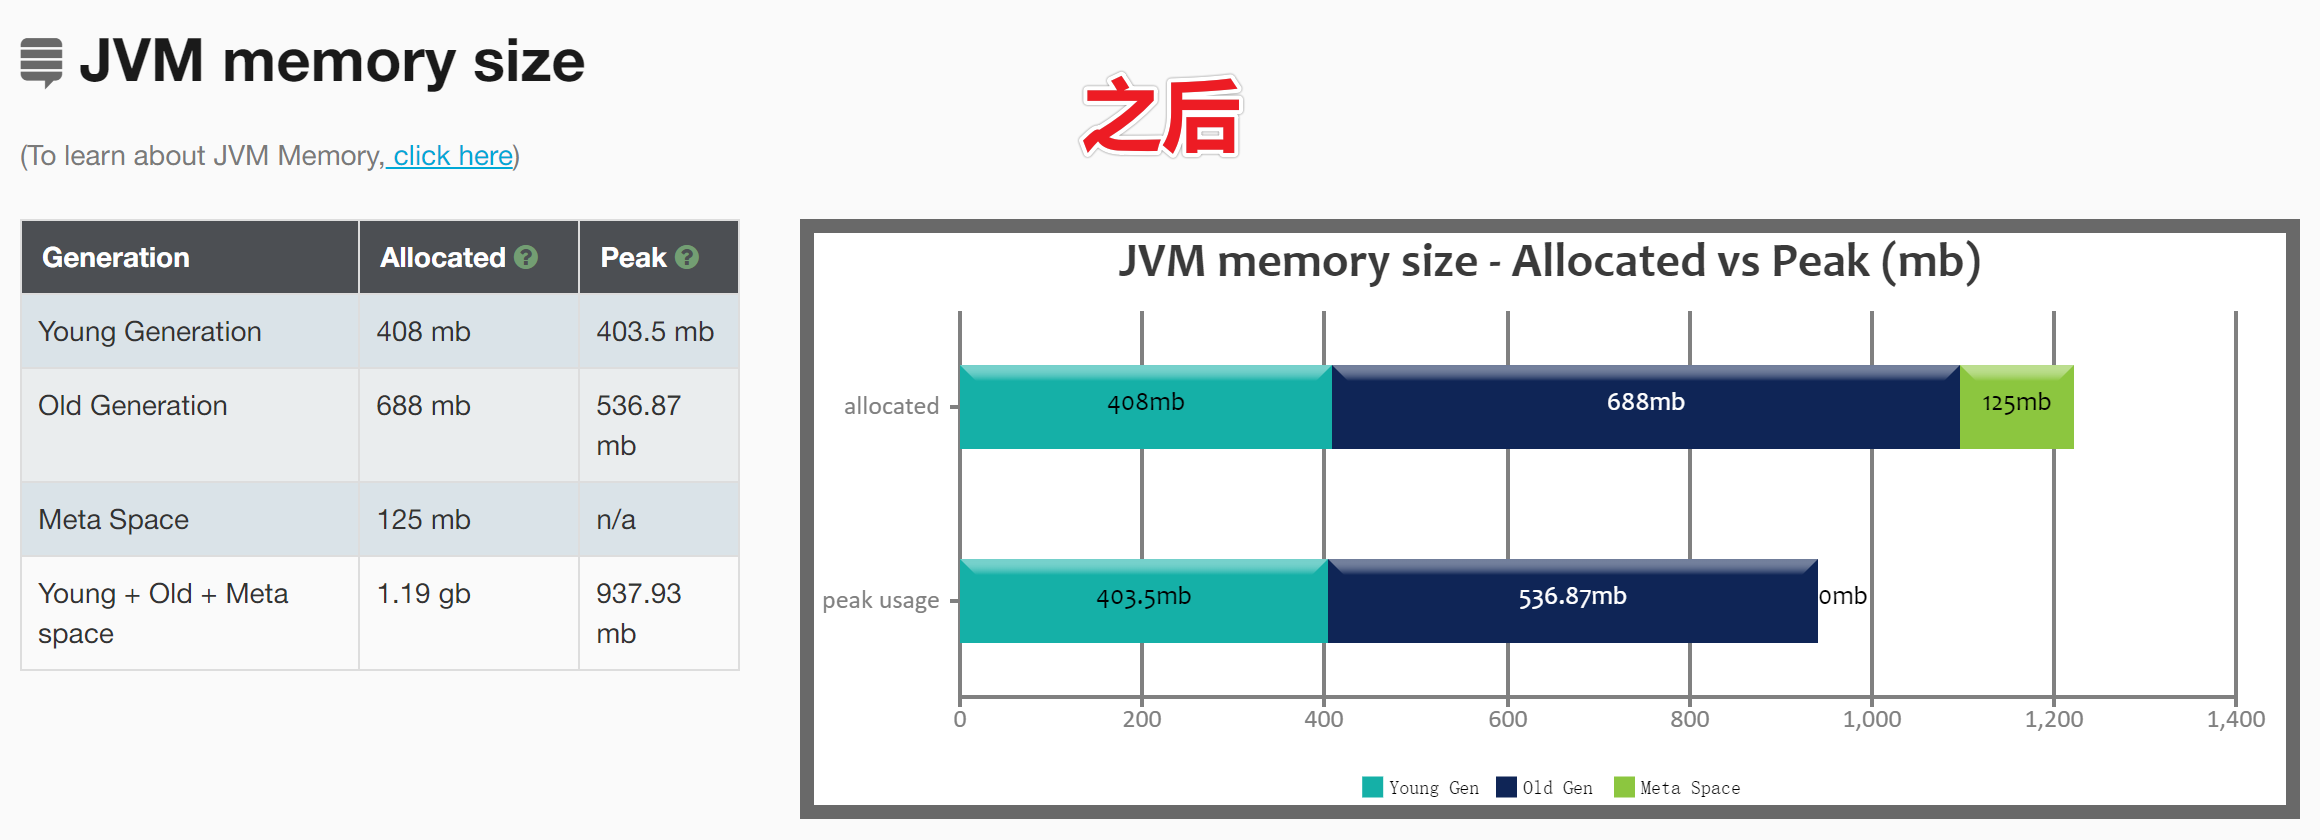 JVM memory size
之后
(To learn about JVM Memory, click here)
Generation Allocated ? Peak ?
Young Generation 408 mb 403.5 mb
Old Generation 688 mb 536.87
mb
Meta Space 125 mb n/a
Young + Old + Meta 1.19 gb 937.93
space mb
JVM memory size - Allocated vs Peak (mb)
allocated 408mb 688mb 125mb
peak usage 403.5mb 536.87mb 0mb
0 200 400 600 800 1,000 1,200 1,400
Young Gen Old Gen Meta Space